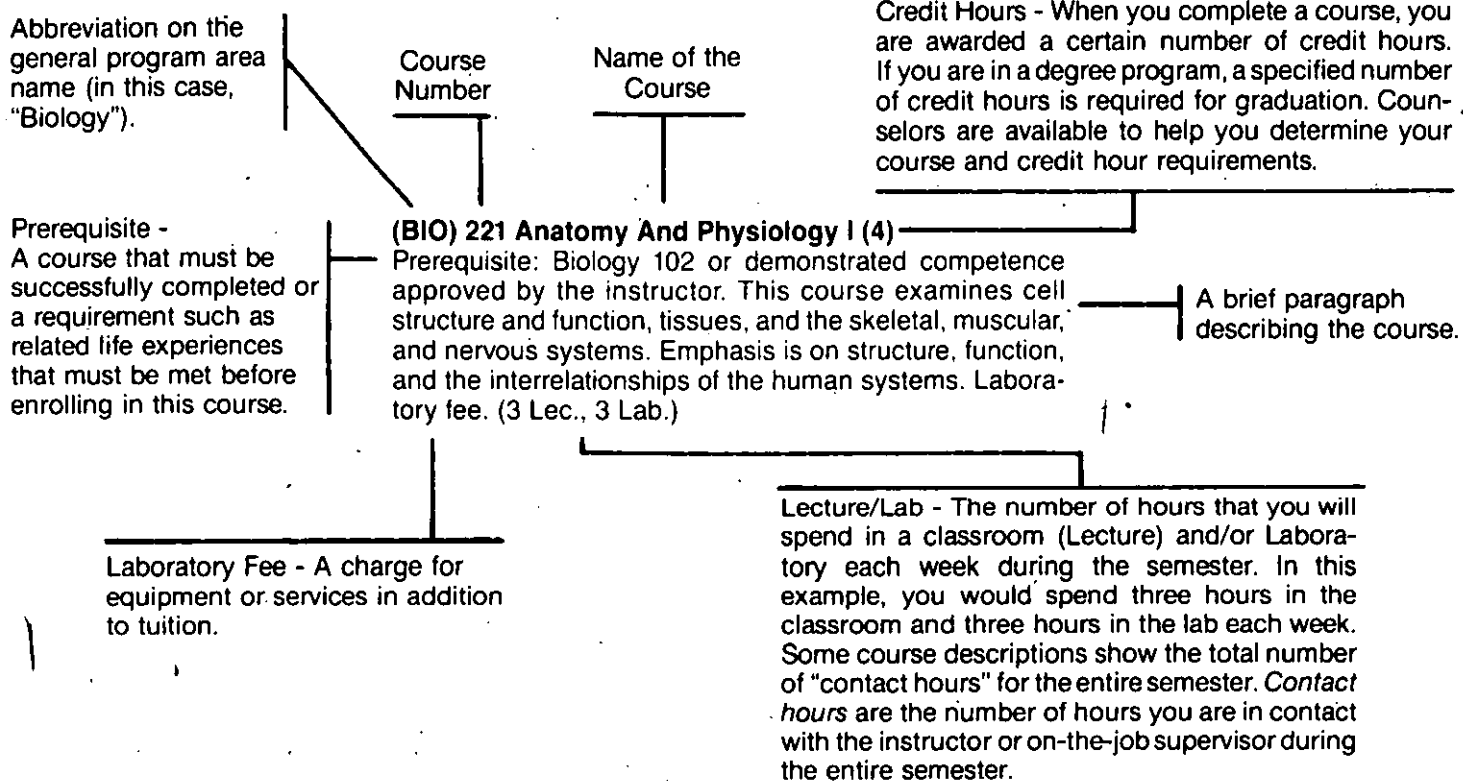 Abbreviation on the
general program area
name (in this case,
"Biology").
Course
Number
Name of the
Course
Credit Hours - When you complete a course, you
are awarded a certain number of credit hours.
If you are in a degree program, a specified number
of credit hours is required for graduation. Coun-
selors are available to help you determine your
course and credit hour requirements.
Prerequisite -
A course that must be
successfully completed or
a requirement such as
related life experiences
that must be met before
enrolling in this course.
(BIO) 221 Anatomy And Physiology I (4)
Prerequisite: Biology 102 or demonstrated competence
approved by the instructor. This course examines cell
structure and function, tissues, and the skeletal, muscular,
and nervous systems. Emphasis is on structure, function,
and the interrelationships of the human systems. Labora-
tory fee. (3 Lec., 3 Lab.)
A brief paragraph
describing the course.
Laboratory Fee - A charge for
equipment or services in addition
to tuition.
Lecture/Lab - The number of hours that you will
spend in a classroom (Lecture) and/or Labora-
tory each week during the semester. In this
example, you would spend three hours in the
classroom and three hours in the lab each week.
Some course descriptions show the total number
of "contact hours" for the entire semester. Contact
hours are the number of hours you are in contact
with the instructor or on-the-job supervisor during
the entire semester.